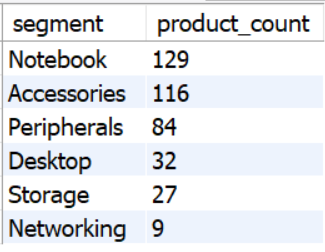 segment product_count
Notebook 129
Accessories 116
Peripherals 84
Desktop 32
Storage 27
Networking 9